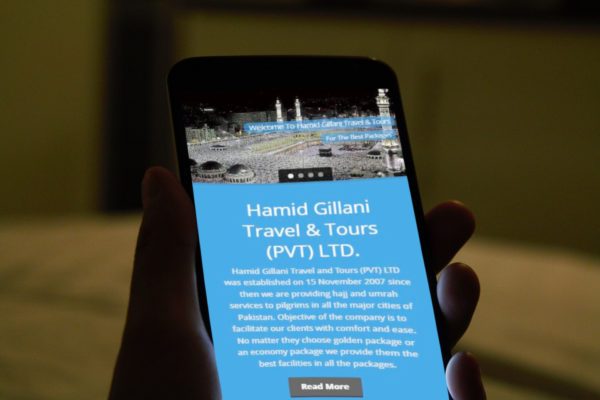 Welcome To Hamid Gillani Travel & Tours
For The Best Packages
Hamid Gillani
Travel & Tours
(PVT) LTD.
Hamid Gillani Travel and Tours (PVT) LTD
was established on 15 November 2007 since
then we are providing hajj and umrah
services to pilgrims in all the major cities of
Pakistan. Objective of the company is to
facilitate our clients with comfort and ease.
No matter they choose golden package or
an economy package we provide them the
best facilities in all the packages.
Read More